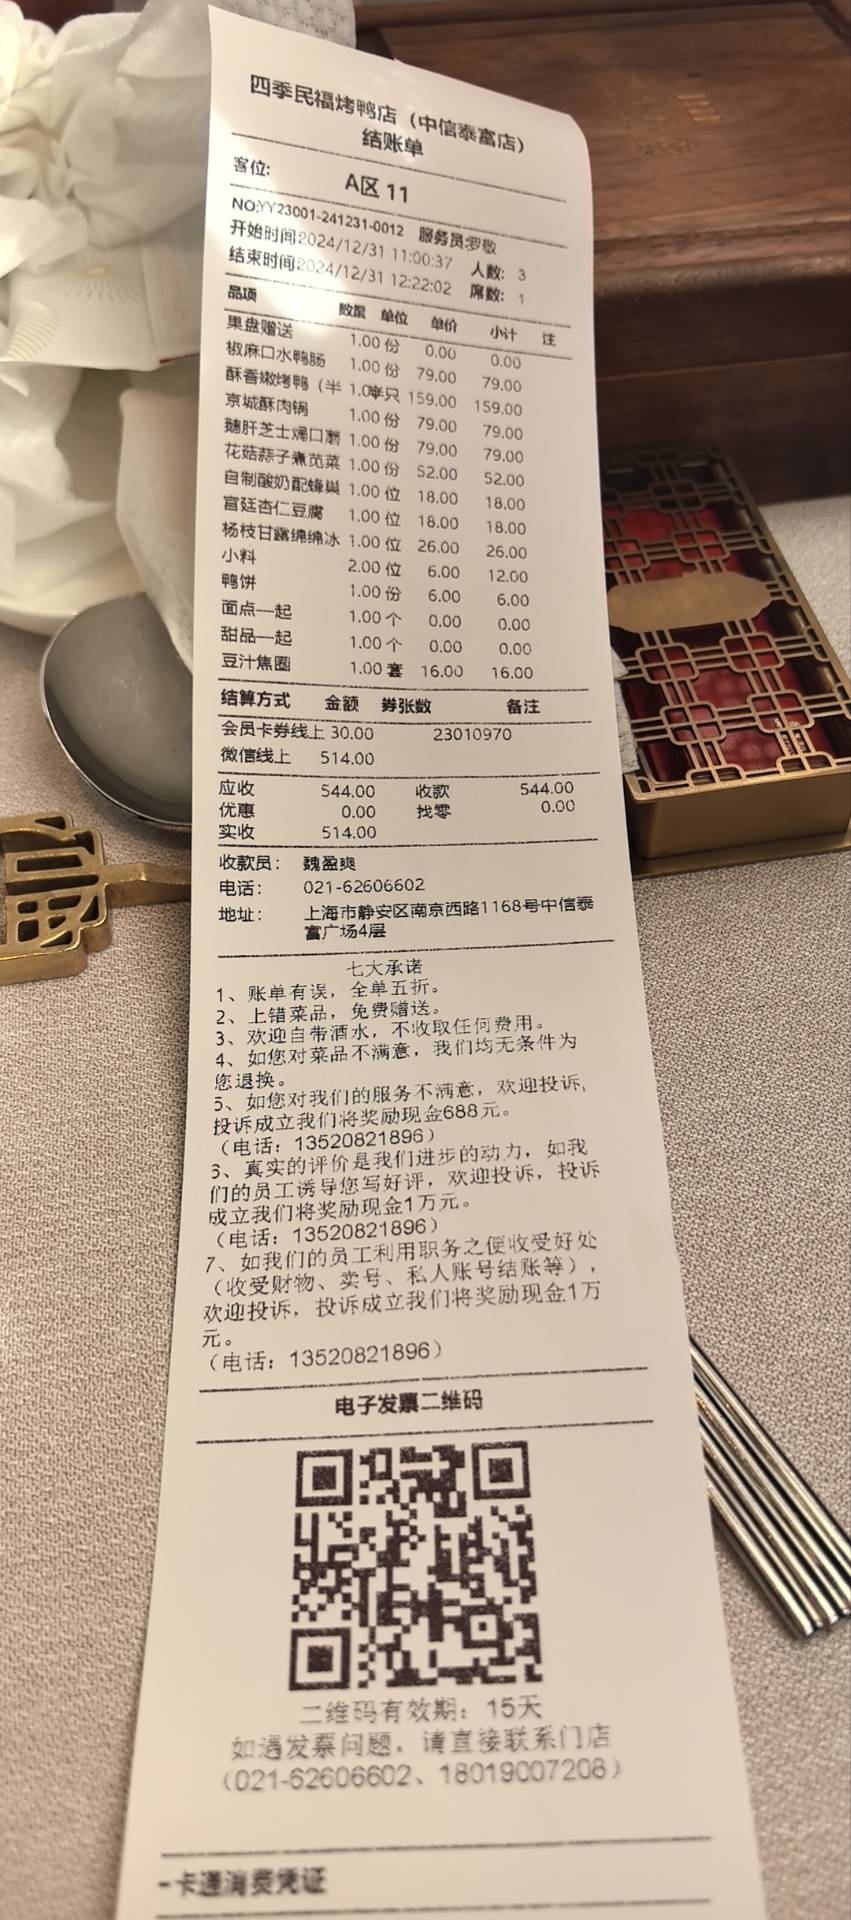 四季民福烤鸭店（中信泰富店）
结账单
客位: A区 11
NO:YY23001-241231-0012 服务员:罗敬
开始时间:2024/12/31 11:00:37 人数: 3
结束时间:2024/12/31 12:22:02 席数: 1
品项 数量 单位 单价 小计 注
果盘赠送 1.00 份 0.00 0.00
椒麻口水鸭肠 1.00 份 79.00 79.00
酥香嫩烤鸭（半 1.00 半只 159.00 159.00
京城酥肉锅 1.00 份 79.00 79.00
鹅肝芝士焗口蘑 1.00 份 79.00 79.00
花菇蒜子煮苋菜 1.00 份 52.00 52.00
自制酸奶配蜂巢 1.00 位 18.00 18.00
宫廷杏仁豆腐 1.00 位 18.00 18.00
杨枝甘露绵绵冰 1.00 位 26.00 26.00
小料 2.00 位 6.00 12.00
鸭饼 1.00 份 6.00 6.00
面点一起 1.00 个 0.00 0.00
甜品一起 1.00 个 0.00 0.00
豆汁焦圈 1.00 套 16.00 16.00
结算方式 金额 券张数 备注
会员卡券线上 30.00 23010970
微信线上 514.00
应收 544.00 收款 544.00
优惠 0.00 找零 0.00
实收 514.00
收款员: 魏盈爽
电话: 021-62606602
地址: 上海市静安区南京西路1168号中信泰
富广场4层
七大承诺
1、账单有误，全单五折。
2、上错菜品，免费赠送。
3、欢迎自带酒水，不收取任何费用。
4、如您对菜品不满意，我们均无条件为
您退换。
5、如您对我们的服务不满意，欢迎投诉，
投诉成立我们将奖励现金688元。
（电话：13520821896）
6、真实的评价是我们进步的动力，如我
们的员工诱导您写好评，欢迎投诉，投诉
成立我们将奖励现金1万元。
（电话：13520821896）
7、如我们的员工利用职务之便收受好处
（收受财物、卖号、私人账号结账等），
欢迎投诉，投诉成立我们将奖励现金1万
元。
（电话：13520821896）
电子发票二维码
二维码有效期：15天
如遇发票问题，请直接联系门店
（021-62606602、18019007208）
一卡通消费凭证